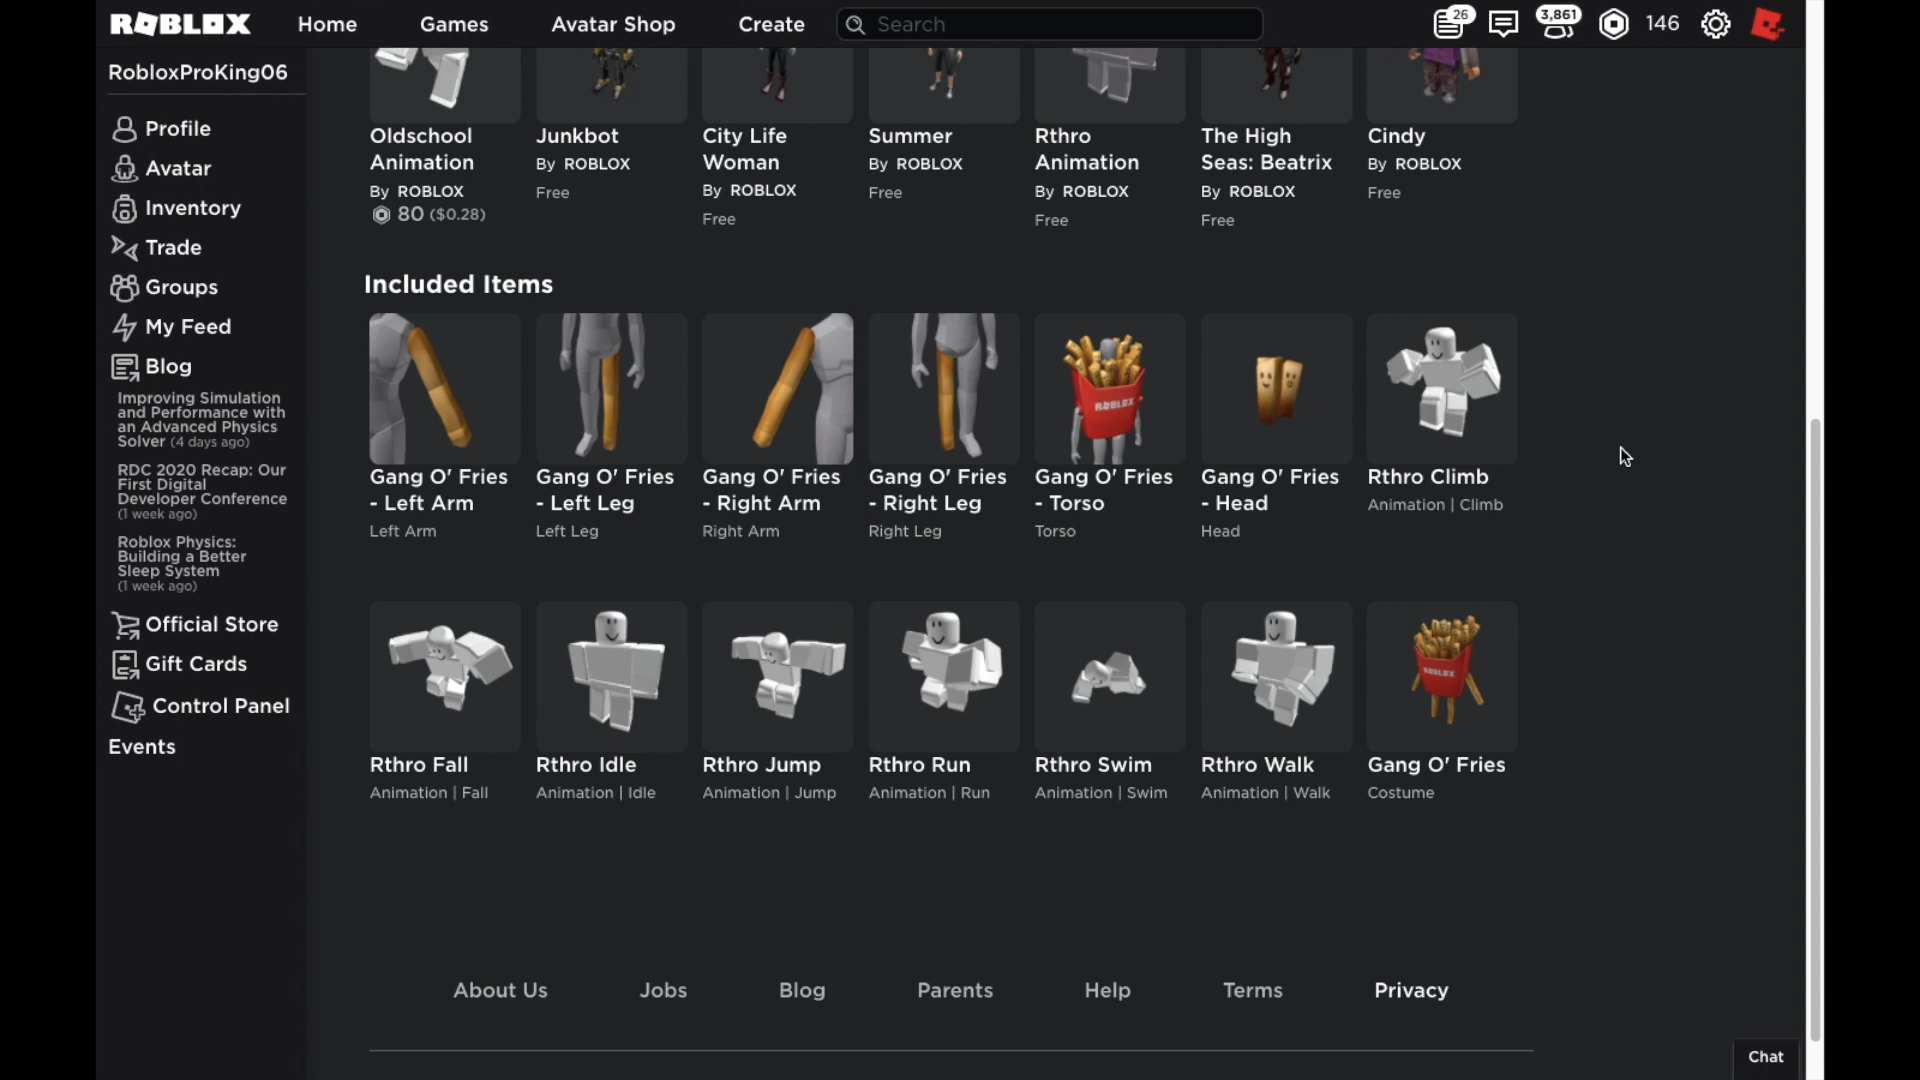 ROBLOX Home Games Avatar Shop Create Search 26 3,861 146
RobloxProKing06
Profile
Avatar
Inventory
Trade
Groups
My Feed
Blog
Improving Simulation
and Performance with
an Advanced Physics
Solver (4 days ago)
RDC 2020 Recap: Our
First Digital
Developer Conference
(1 week ago)
Roblox Physics:
Building a Better
Sleep System
(1 week ago)
Official Store
Gift Cards
Control Panel
Events
Oldschool
Animation
By ROBLOX
80 ($0.28)
Junkbot
By ROBLOX
Free
City Life
Woman
By ROBLOX
Free
Summer
By ROBLOX
Free
Rthro
Animation
By ROBLOX
Free
The High
Seas: Beatrix
By ROBLOX
Free
Cindy
By ROBLOX
Free
Included Items
Gang O' Fries
- Left Arm
Left Arm
Gang O' Fries
- Left Leg
Left Leg
Gang O' Fries
- Right Arm
Right Arm
Gang O' Fries
- Right Leg
Right Leg
ROBLOX
Gang O' Fries
- Torso
Torso
Gang O' Fries
- Head
Head
Rthro Climb
Animation | Climb
Rthro Fall
Animation | Fall
Rthro Idle
Animation | Idle
Rthro Jump
Animation | Jump
Rthro Run
Animation | Run
Rthro Swim
Animation | Swim
Rthro Walk
Animation | Walk
ROBLOX
Gang O' Fries
Costume
About Us Jobs Blog Parents Help Terms Privacy
Chat